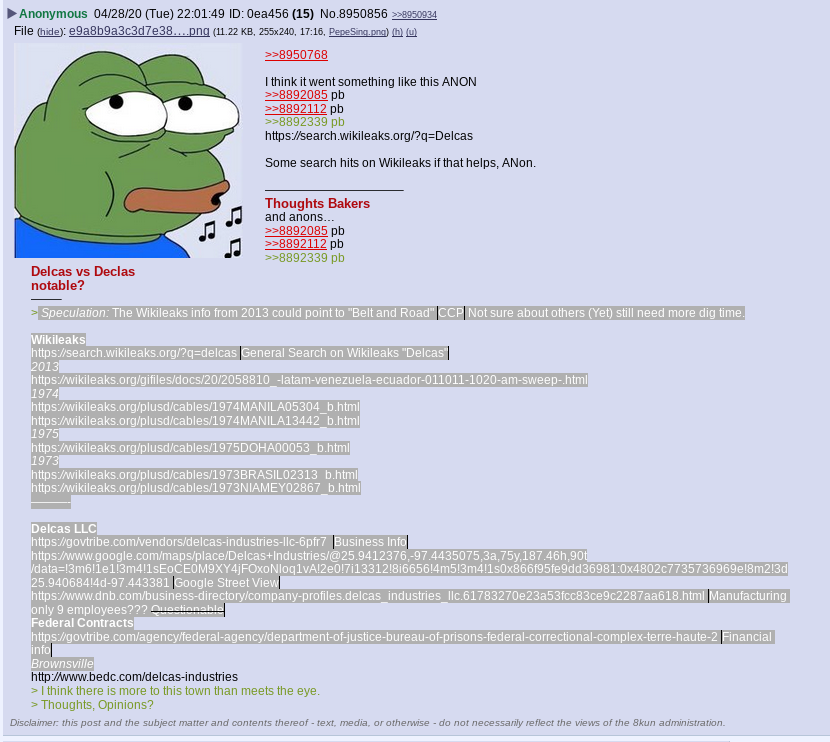 ▶Anonymous 04/28/20 (Tue) 22:01:49 ID: 0ea456 (15) No.8950856 >>8950934
File (hide): e9a8b9a3c3d7e38….png (11.22 KB, 255x240, 17:16, PepeSing.png) (h) (u)
>>8950768
I think it went something like this ANON
>>8892085 pb
>>8892112 pb
>>8892339 pb
https://search.wikileaks.org/?q=Delcas
Some search hits on Wikileaks if that helps, ANon.
Thoughts Bakers
and anons…
>>8892085 pb
>>8892112 pb
>>8892339 pb
Delcas vs Declas
notable?
> Speculation: The Wikileaks info from 2013 could point to "Belt and Road" |CCP| Not sure about others (Yet) still need more dig time.
Wikileaks
https://search.wikileaks.org/?q=delcas |General Search on Wikileaks "Delcas"|
2013
https://wikileaks.org/gifiles/docs/20/2058810_-latam-venezuela-ecuador-011011-1020-am-sweep-.html
1974
https://wikileaks.org/plusd/cables/1974MANILA05304_b.html
https://wikileaks.org/plusd/cables/1974MANILA13442_b.html
1975
https://wikileaks.org/plusd/cables/1975DOHA00053_b.html
1973
https://wikileaks.org/plusd/cables/1973BRASIL02313_b.html
https://wikileaks.org/plusd/cables/1973NIAMEY02867_b.html
Delcas LLC
https://govtribe.com/vendors/delcas-industries-llc-6pfr7 |Business Info|
https://www.google.com/maps/place/Delcas+Industries/@25.9412376,-97.4435075,3a,75y,187.46h,90t
/data=!3m6!1e1!3m4!1sEoCE0M9XY4jFOxoNIoq1vA!2e0!7i13312!8i6656!4m5!3m4!1s0x866f95fe9dd36981:0x4802c7735736969e!8m2!3d
25.940684!4d-97.443381 |Google Street View|
https://www.dnb.com/business-directory/company-profiles.delcas_industries_llc.61783270e23a53fcc83ce9c2287aa618.html |Manufacturing
only 9 employees??? Questionable|
Federal Contracts
https://govtribe.com/agency/federal-agency/department-of-justice-bureau-of-prisons-federal-correctional-complex-terre-haute-2 |Financial
info|
Brownsville
http://www.bedc.com/delcas-industries
> I think there is more to this town than meets the eye.
> Thoughts, Opinions?
Disclaimer: this post and the subject matter and contents thereof - text, media, or otherwise - do not necessarily reflect the views of the 8kun administration.